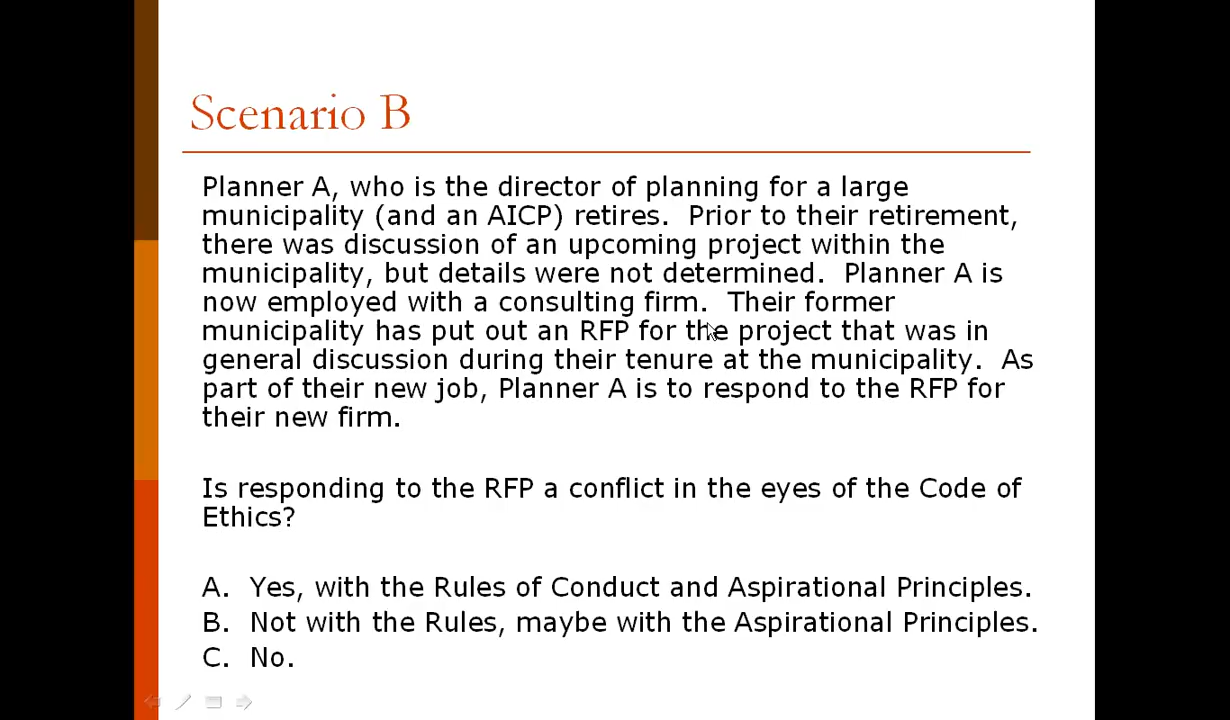 Scenario B
Planner A, who is the director of planning for a large
municipality (and an AICP) retires.  Prior to their retirement,
there was discussion of an upcoming project within the
municipality, but details were not determined.  Planner A is
now employed with a consulting firm.  Their former
municipality has put out an RFP for the project that was in
general discussion during their tenure at the municipality.  As
part of their new job, Planner A is to respond to the RFP for
their new firm.
Is responding to the RFP a conflict in the eyes of the Code of
Ethics?
A.  Yes, with the Rules of Conduct and Aspirational Principles.
B.  Not with the Rules, maybe with the Aspirational Principles.
C.  No.